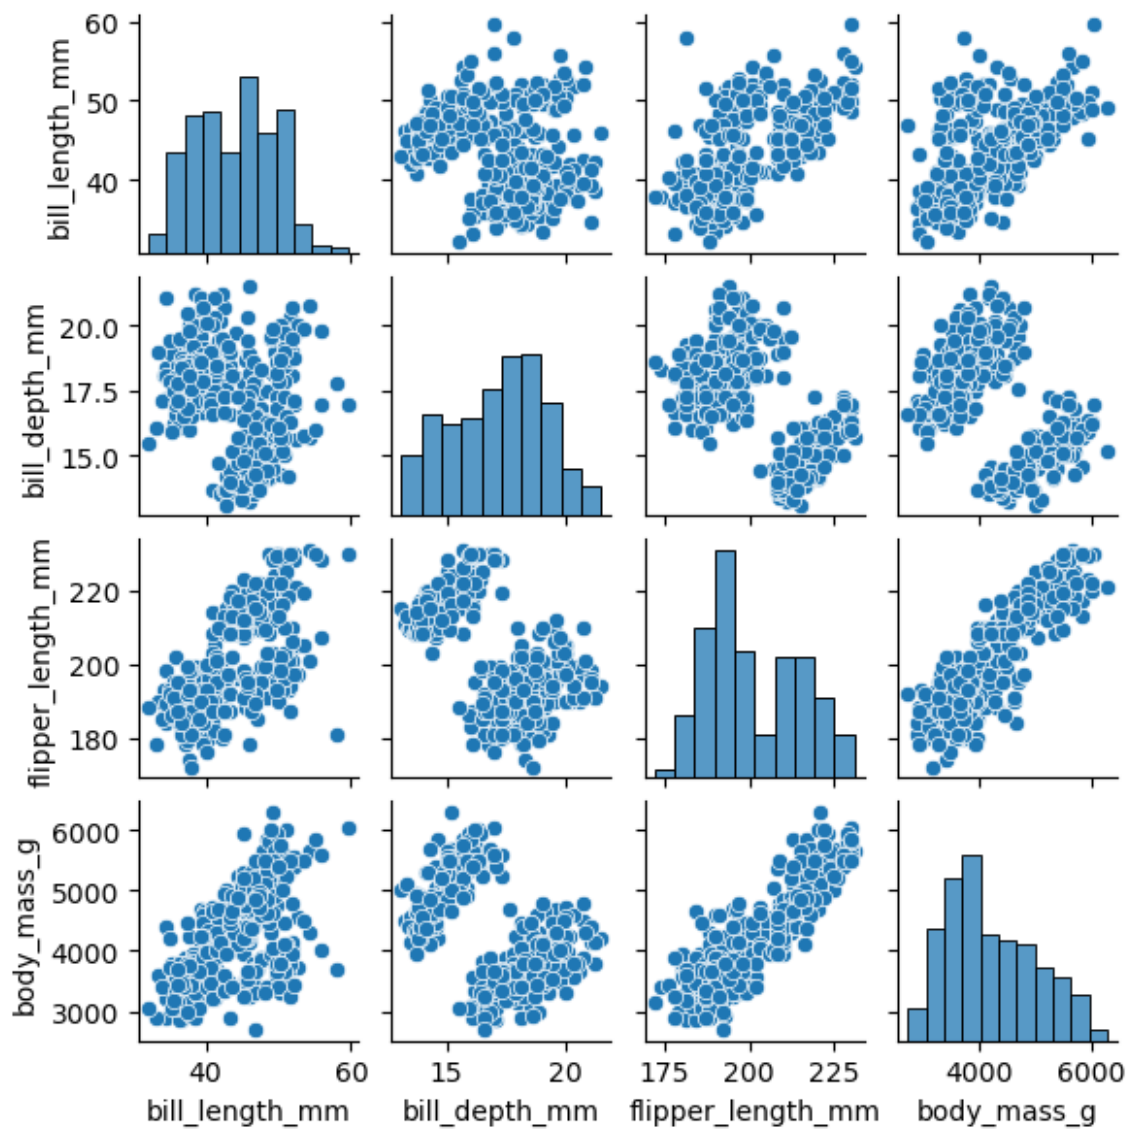 60
50
40
bill_length_mm
20.0
17.5
15.0
bill_depth_mm
220
200
180
flipper_length_mm
6000
5000
4000
3000
body_mass_g
40 60
15 20
175 200 225
4000 6000
bill_length_mm
bill_depth_mm
flipper_length_mm
body_mass_g